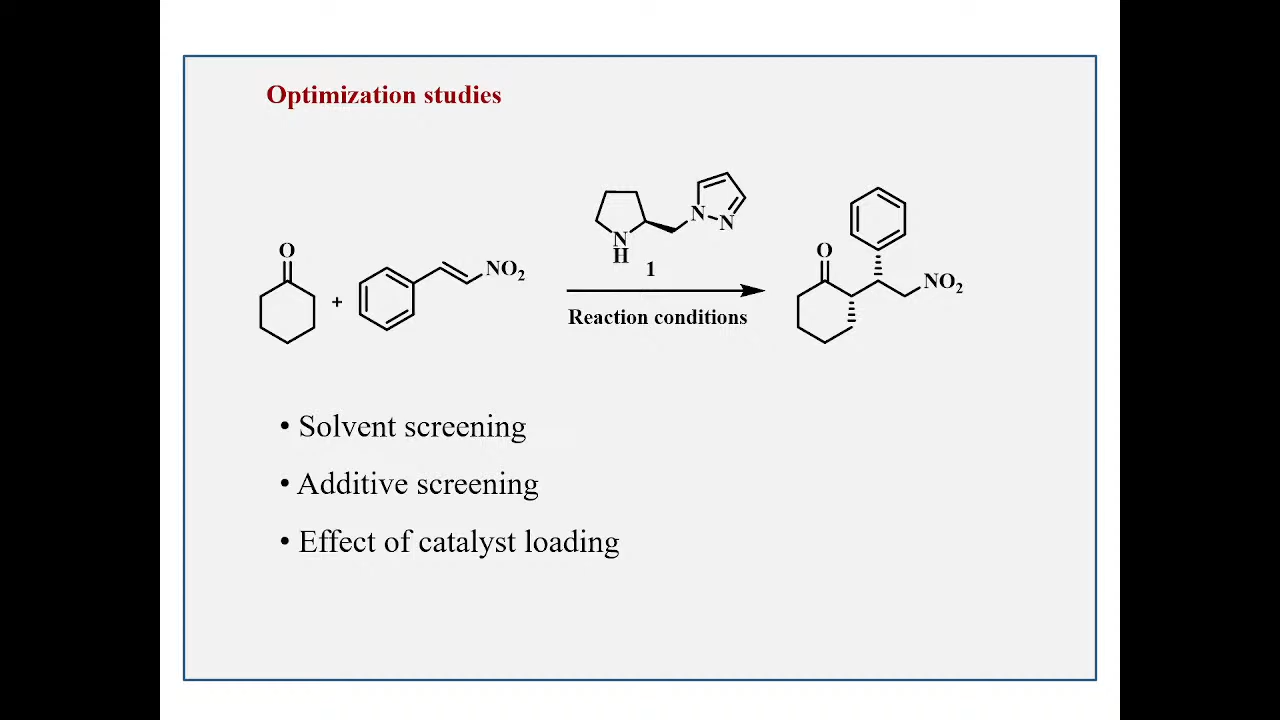 Optimization studies
O
+
NO2
N
H
N
N
1
Reaction conditions
O
NO2
• Solvent screening
• Additive screening
• Effect of catalyst loading